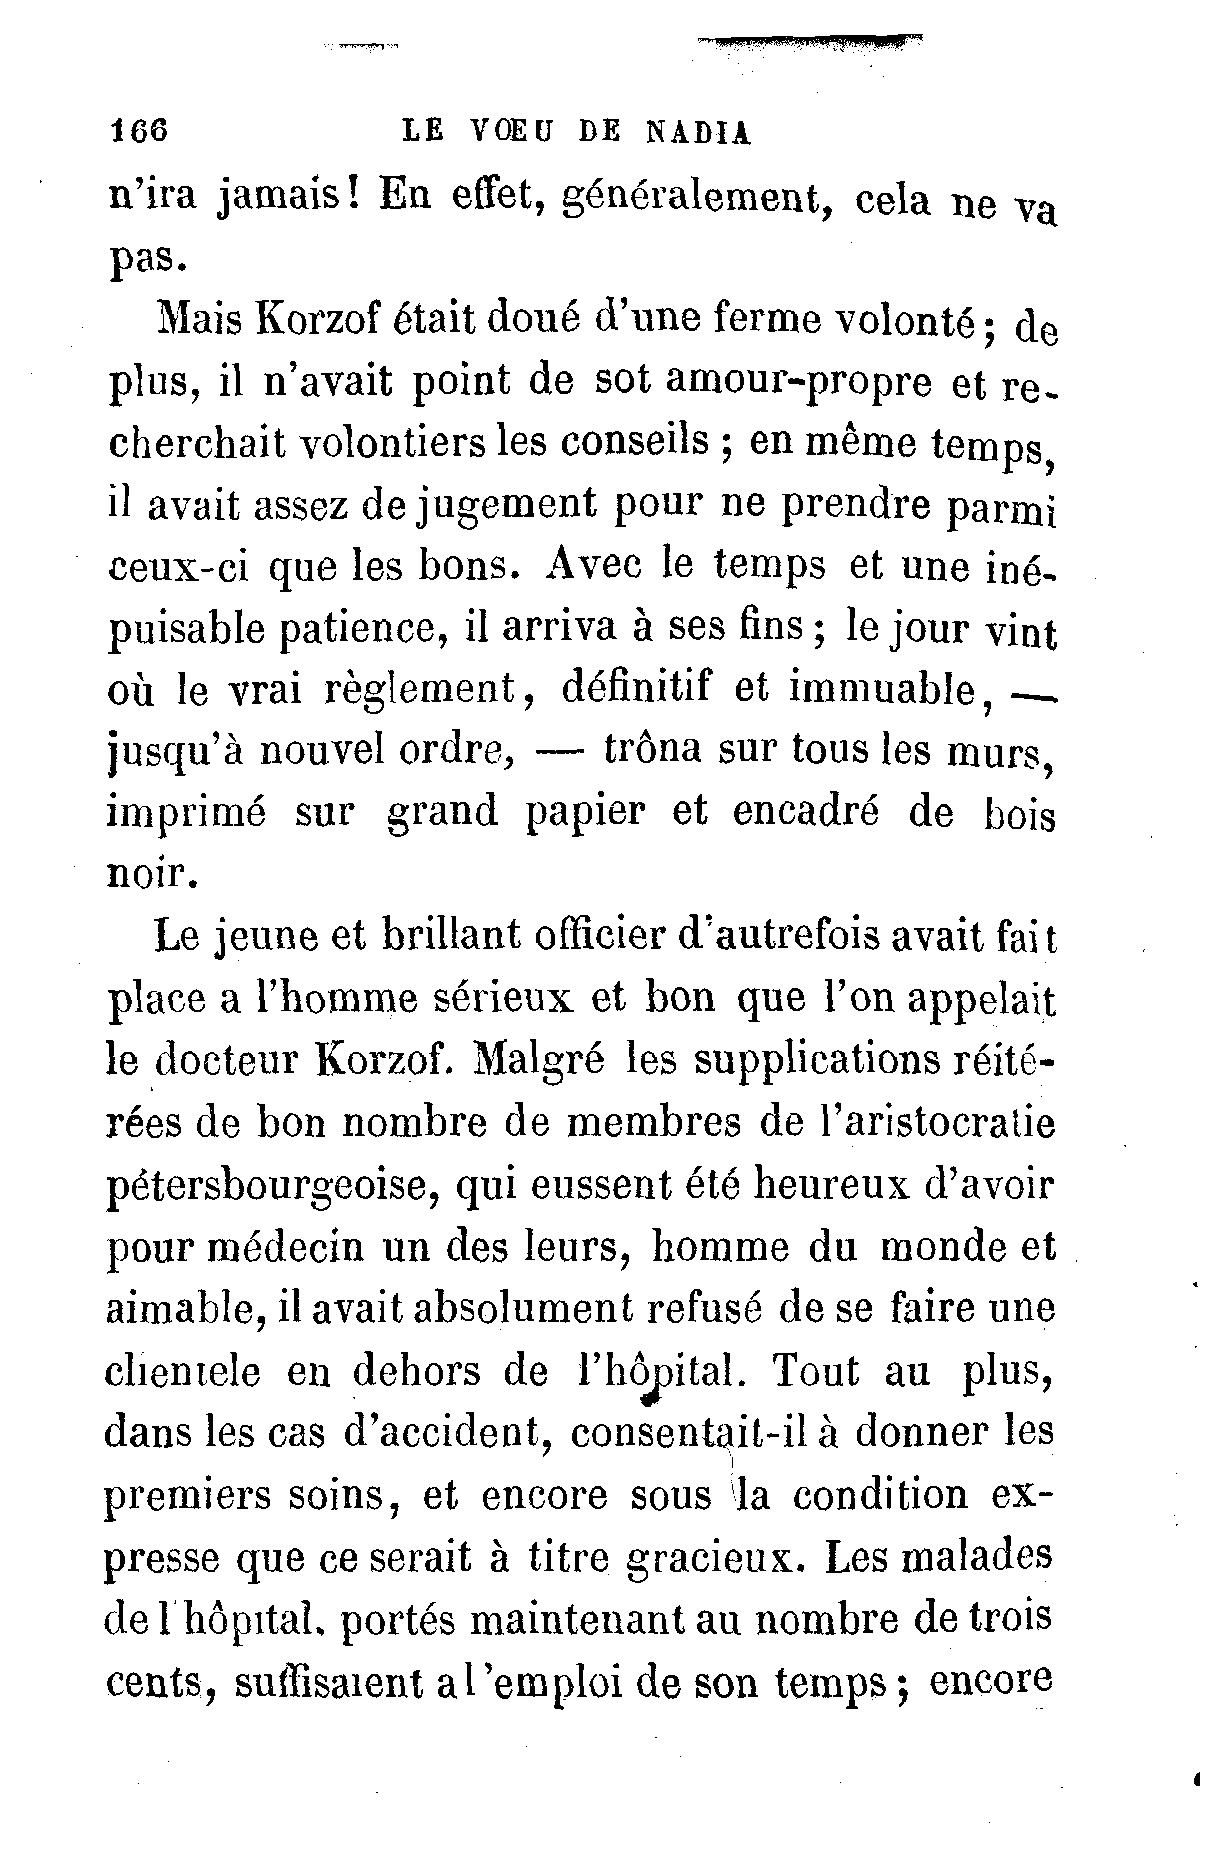 166 LE VŒU DE NADIA
n'ira jamais! En effet, généralement, cela ne va
pas.
Mais Korzof était doué d'une ferme volonté; de
plus, il n'avait point de sot amour-propre et re-
cherchait volontiers les conseils; en même temps,
il avait assez de jugement pour ne prendre parmi
ceux-ci que les bons. Avec le temps et une iné-
puisable patience, il arriva à ses fins; le jour vint
où le vrai règlement, définitif et immuable, —
jusqu'à nouvel ordre, — trôna sur tous les murs,
imprimé sur grand papier et encadré de bois
noir.
Le jeune et brillant officier d'autrefois avait fait
place a l'homme sérieux et bon que l'on appelait
le docteur Korzof. Malgré les supplications réité-
rées de bon nombre de membres de l'aristocratie
pétersbourgeoise, qui eussent été heureux d'avoir
pour médecin un des leurs, homme du monde et
aimable, il avait absolument refusé de se faire une
clientele en dehors de l'hôpital. Tout au plus,
dans les cas d'accident, consentait-il à donner les
premiers soins, et encore sous la condition ex-
presse que ce serait à titre gracieux. Les malades
de l'hôpital, portés maintenant au nombre de trois
cents, suffisaient a l'emploi de son temps; encore